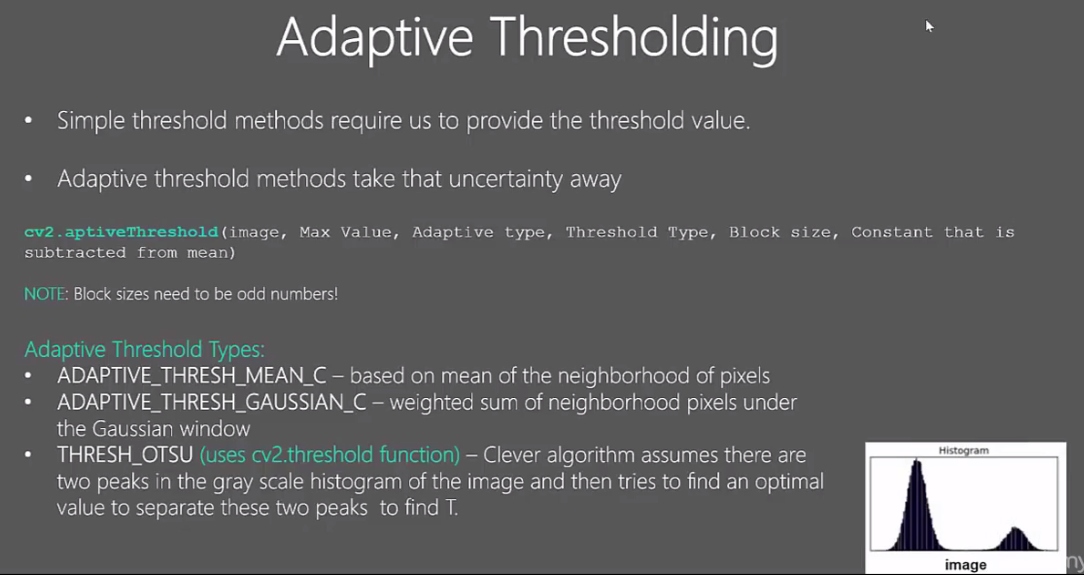 Adaptive Thresholding
• Simple threshold methods require us to provide the threshold value.
• Adaptive threshold methods take that uncertainty away
cv2.aptiveThreshold(image, Max Value, Adaptive type, Threshold Type, Block size, Constant that is
subtracted from mean)
NOTE: Block sizes need to be odd numbers!
Adaptive Threshold Types:
• ADAPTIVE_THRESH_MEAN_C – based on mean of the neighborhood of pixels
• ADAPTIVE_THRESH_GAUSSIAN_C – weighted sum of neighborhood pixels under
the Gaussian window
• THRESH_OTSU (uses cv2.threshold function) – Clever algorithm assumes there are
two peaks in the gray scale histogram of the image and then tries to find an optimal
value to separate these two peaks to find T.
Histogram
image